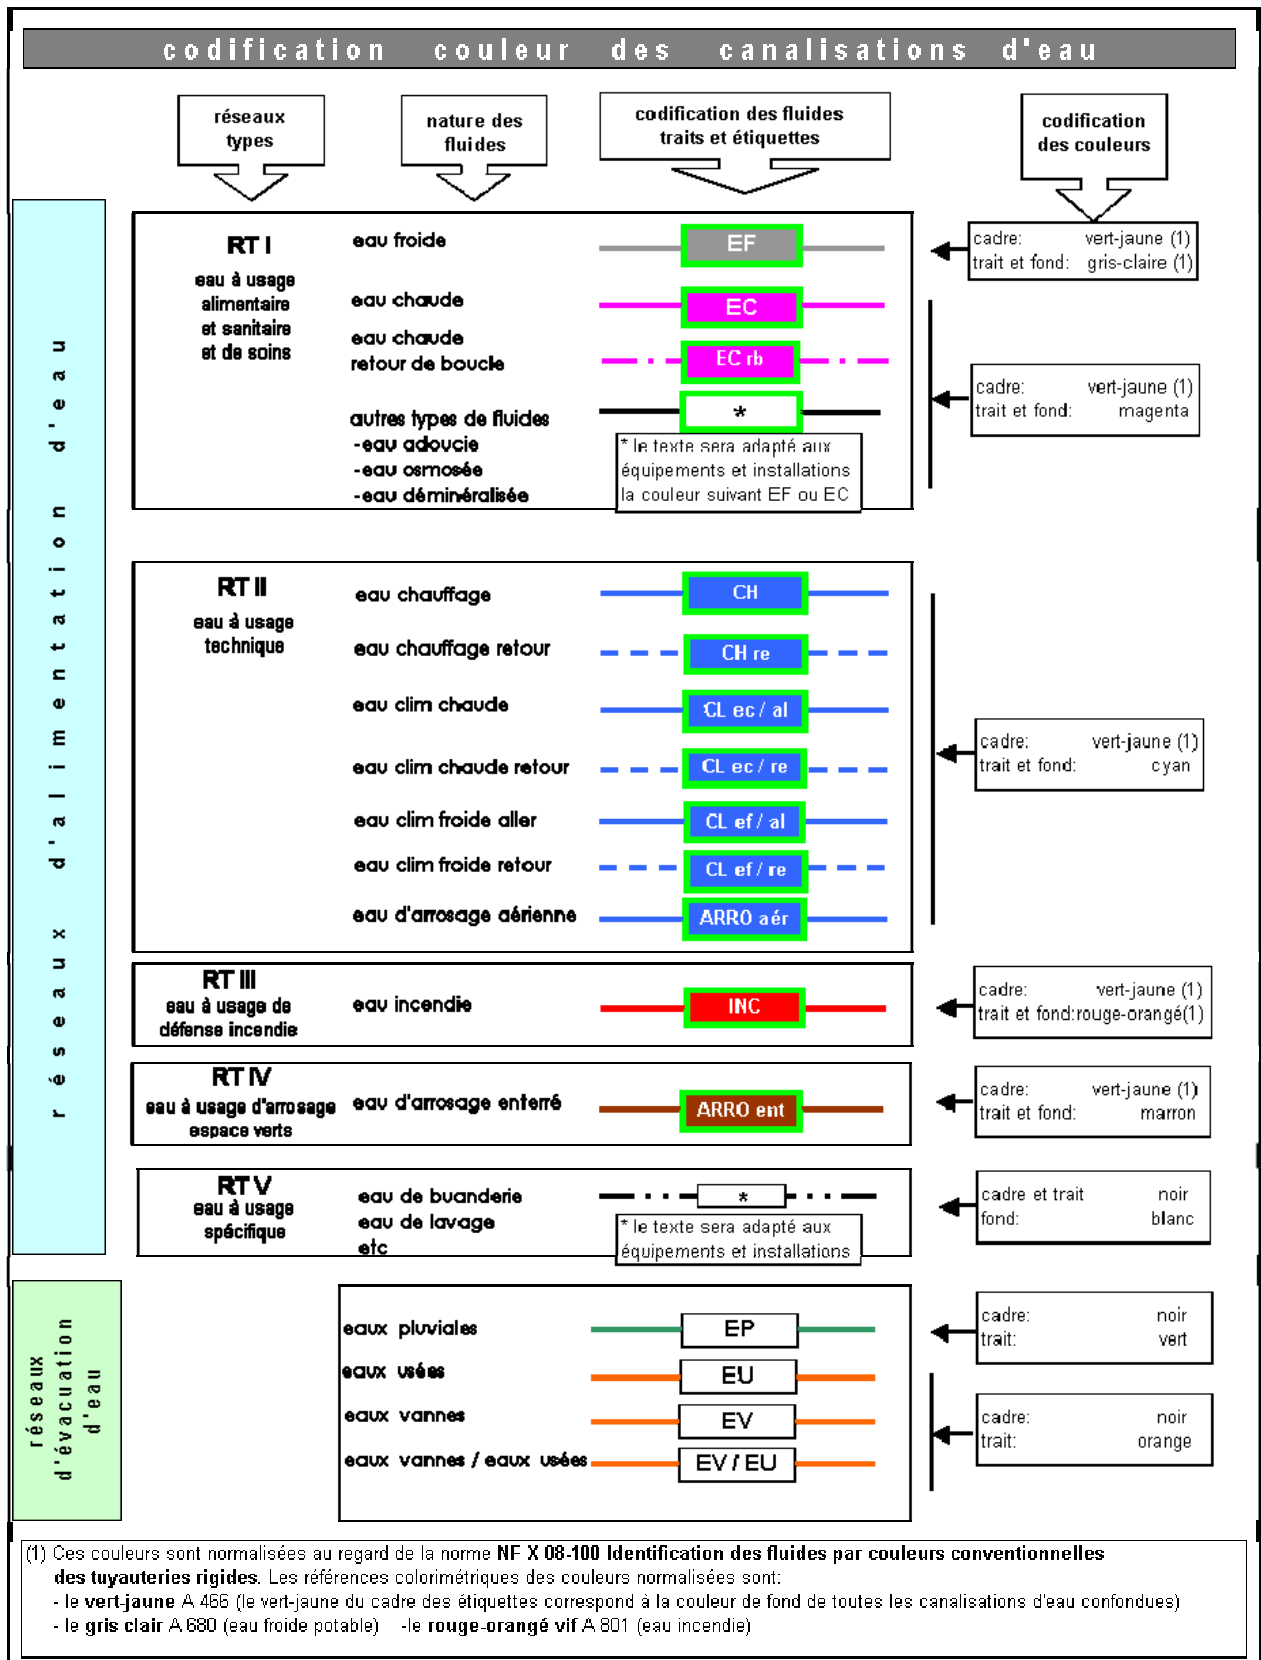 codification couleur des canalisations d'eau
réseaux
types
nature des
fluides
codification des fluides
traits et étiquettes
codification
des couleurs
réseaux d'alimentation d'eau
RT I
eau à usage
alimentaire
et sanitaire
et de soins
eau froide
EF
cadre: vert-jaune (1)
trait et fond: gris-claire (1)
eau chaude
EC
eau chaude
retour de boucle
EC rb
cadre: vert-jaune (1)
trait et fond: magenta
autres types de fluides
-eau adoucie
-eau osmosée
-eau déminéralisée
*
* le texte sera adapté aux
équipements et installations
la couleur suivant EF ou EC
RT II
eau à usage
technique
eau chauffage
CH
eau chauffage retour
CH re
eau clim chaude
CL ec / al
eau clim chaude retour
CL ec / re
eau clim froide aller
CL ef / al
eau clim froide retour
CL ef / re
eau d'arrosage aérienne
ARRO aér
cadre: vert-jaune (1)
trait et fond: cyan
RT III
eau à usage de
défense incendie
eau incendie
INC
cadre: vert-jaune (1)
trait et fond:rouge-orangé(1)
RT IV
eau à usage d'arrosage
espace verts
eau d'arrosage enterré
ARRO ent
cadre: vert-jaune (1)
trait et fond: marron
RT V
eau à usage
spécifique
eau de buanderie
eau de lavage
etc
*
* le texte sera adapté aux
équipements et installations
cadre et trait noir
fond: blanc
réseaux
d'évacuation
d'eau
eaux pluviales
EP
cadre: noir
trait: vert
eaux usées
EU
eaux vannes
EV
eaux vannes / eaux usées
EV / EU
cadre: noir
trait: orange
(1) Ces couleurs sont normalisées au regard de la norme NF X 08-100 Identification des fluides par couleurs conventionnelles
des tuyauteries rigides. Les références colorimétriques des couleurs normalisées sont:
- le vert-jaune A 466 (le vert-jaune du cadre des étiquettes correspond à la couleur de fond de toutes les canalisations d'eau confondues)
- le gris clair A 680 (eau froide potable) -le rouge-orangé vif A 801 (eau incendie)